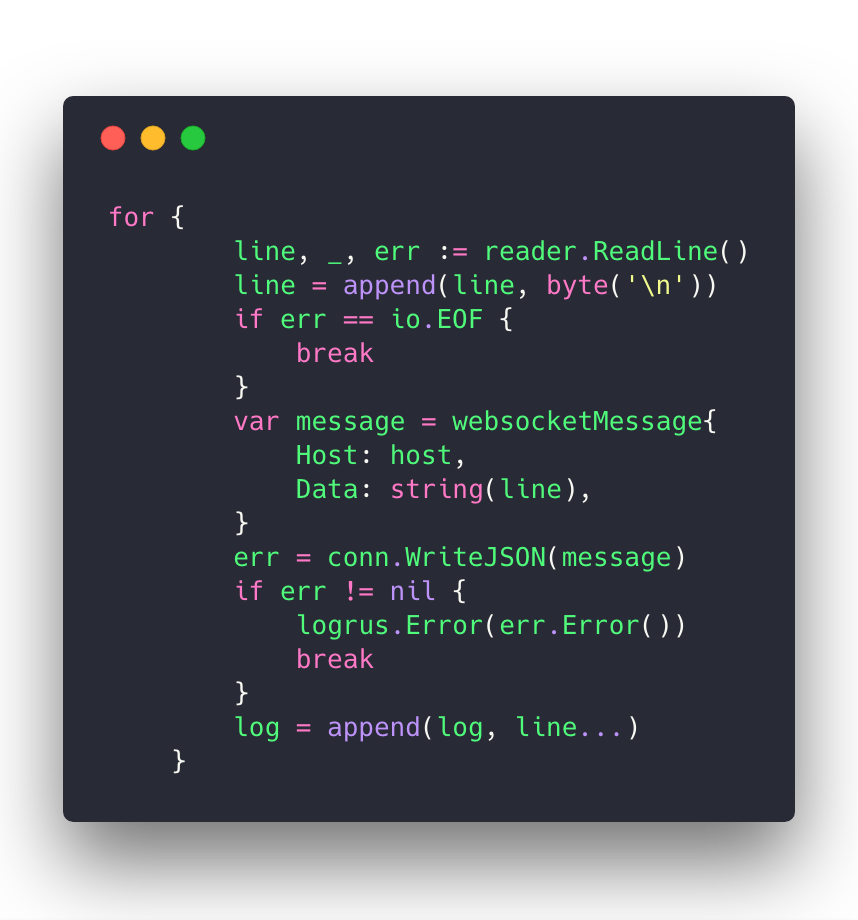 for {
        line, _, err := reader.ReadLine()
        line = append(line, byte('\n'))
        if err == io.EOF {
            break
        }
        var message = websocketMessage{
            Host: host,
            Data: string(line),
        }
        err = conn.WriteJSON(message)
        if err != nil {
            logrus.Error(err.Error())
            break
        }
        log = append(log, line...)
    }